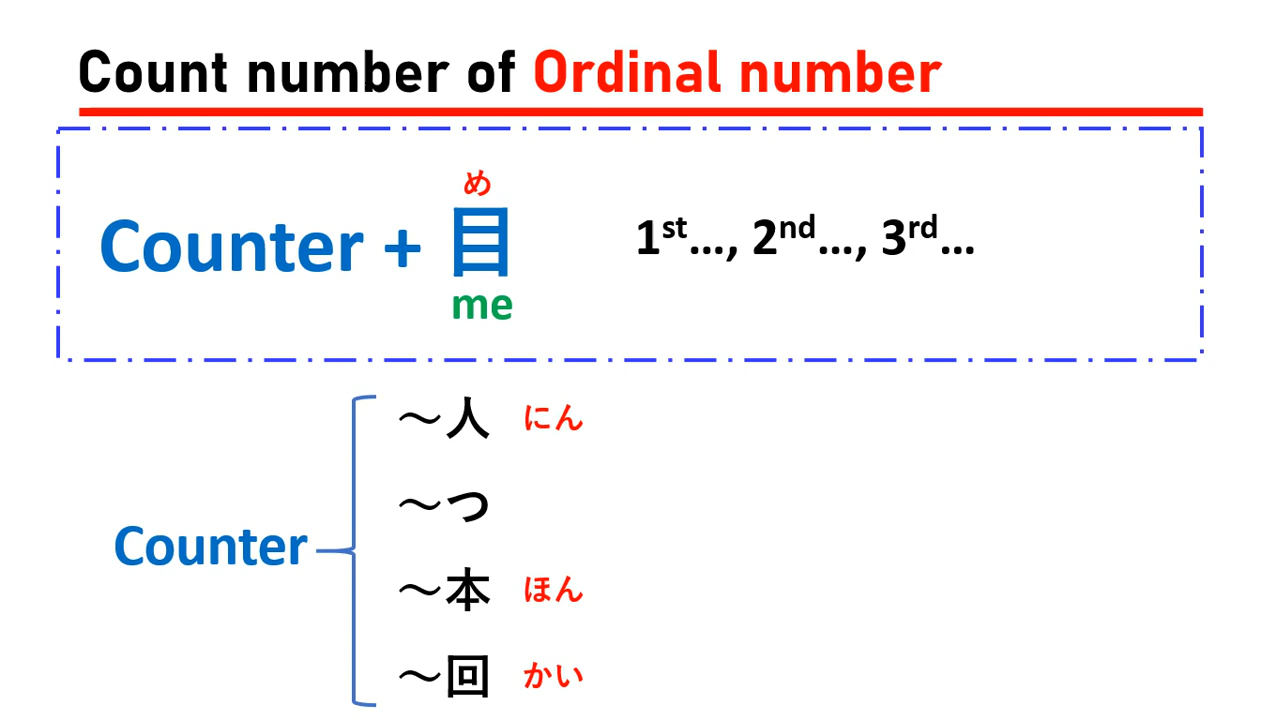 Count number of Ordinal number
め
Counter + 目
me
1st..., 2nd..., 3rd...
～人 にん
～つ
Counter
～本 ほん
～回 かい